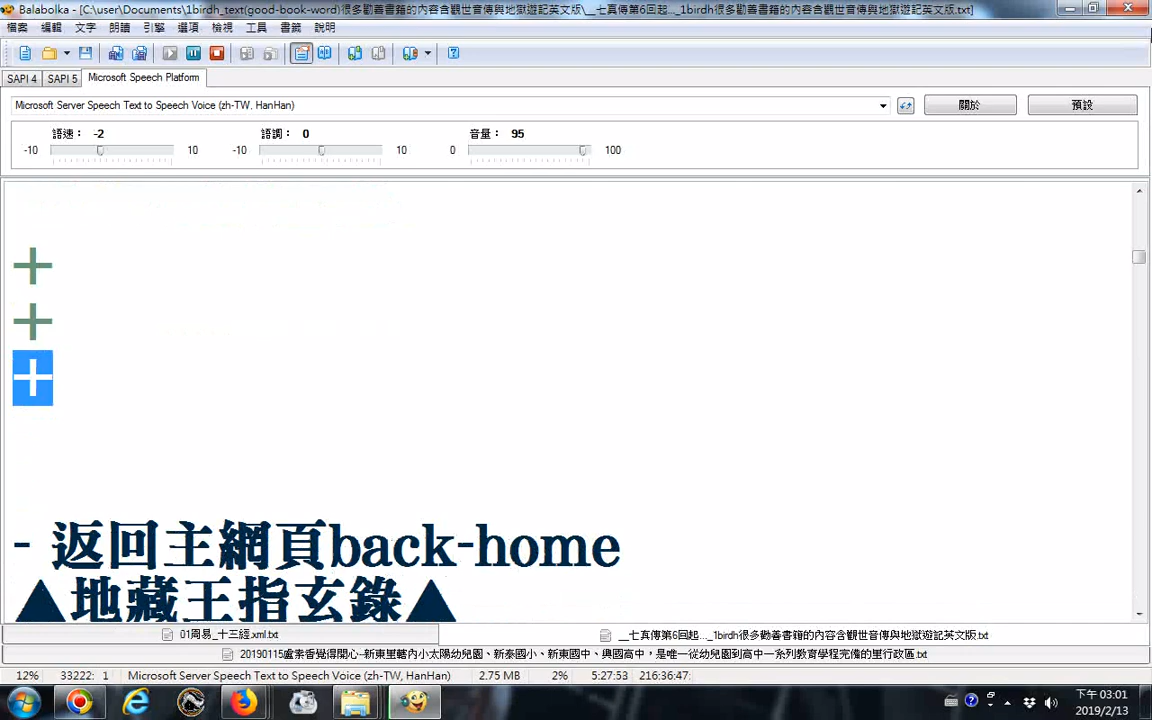 Balabolka - [C:\user\Documents\1birdh_text(good-book-word)很多勸善書籍的內容含觀世音傳與地獄遊記英文版\__七真傳第6回起..._1birdh很多勸善書籍的內容含觀世音傳與地獄遊記英文版.txt]
檔案 編輯 文字 朗讀 引擎 選項 檢視 工具 書籤 說明
SAPI 4 SAPI 5 Microsoft Speech Platform
Microsoft Server Speech Text to Speech Voice (zh-TW, HanHan) 關於 預設
語速： -2 語調： 0 音量： 95
-10 10 -10 10 0 100
+
+
+
- 返回主網頁back-home
▲地藏王指玄錄▲
01周易_十三經.xml.txt __七真傳第6回起..._1birdh很多勸善書籍的內容含觀世音傳與地獄遊記英文版.txt
20190115盧素香覺得開心-新東里轄內小太陽幼兒園、新泰國小、新東國中、興國高中，是唯一從幼兒園到高中一系列教育學程完備的里行政區.txt
12% 33222: 1 Microsoft Server Speech Text to Speech Voice (zh-TW, HanHan) 2.75 MB 2% 5:27:53 216:36:47:
下午 03:01
2019/2/13